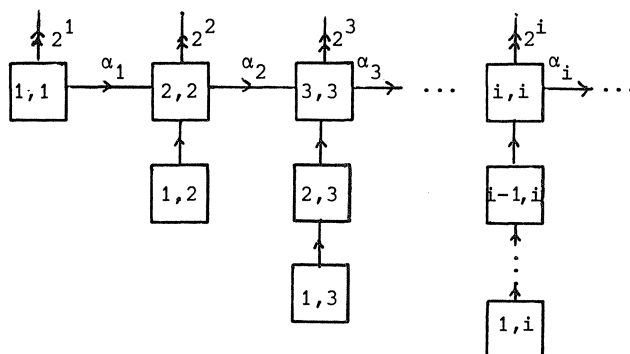 2^1 2^2 2^3 2^i
α_1 α_2 α_3 α_i
1,1 2,2 3,3 ... i,i ...
1,2 2,3 i-1,i
1,3 1,i